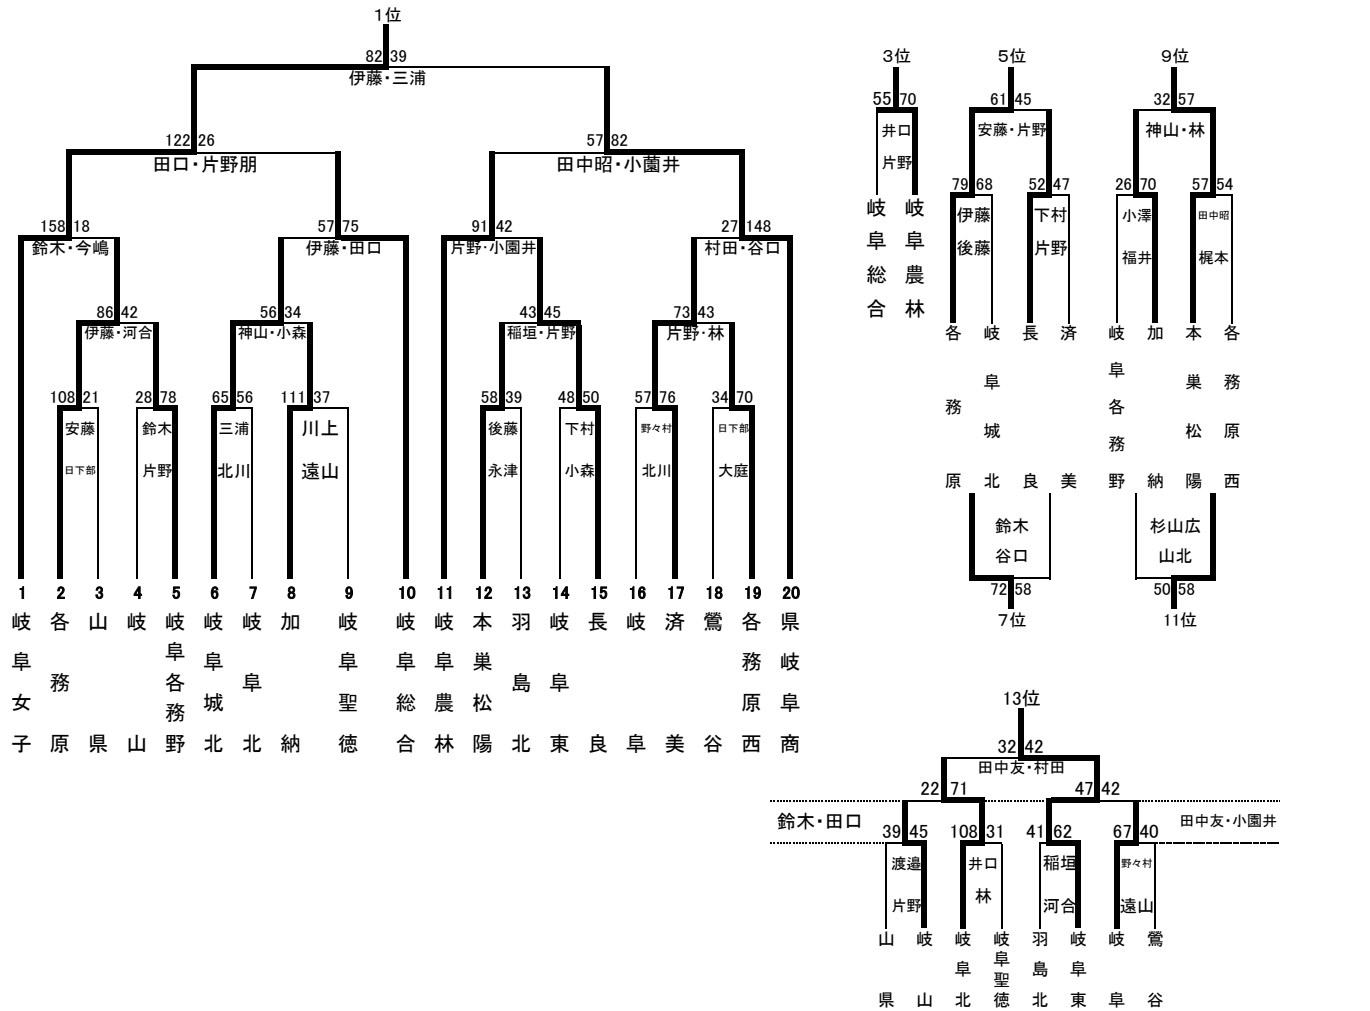 1位
82 39
伊藤・三浦
122 26
田口・片野朋
57 82
田中昭・小薗井
158 18
鈴木・今嶋
57 75
伊藤・田口
91 42
片野・小園井
27 148
村田・谷口
86 42
伊藤・河合
56 34
神山・小森
43 45
稲垣・片野
73 43
片野・林
108 21
安藤
日下部
28 78
鈴木
片野
65 56
三浦
北川
111 37
川上
遠山
58 39
後藤
永津
48 50
下村
小森
57 76
野々村
北川
34 70
日下部
大庭
1 2 3 4 5 6 7 8 9 10 11 12 13 14 15 16 17 18 19 20
岐阜女子
各務原
山県
岐山
岐阜各務野
岐阜城北
岐阜北
加納
岐阜聖徳
岐阜総合
岐阜農林
本巣松陽
羽島北
岐阜東
長良
岐阜
済美
鶯谷
各務原西
県岐阜商
3位
55 70
井口
片野
岐阜総合
岐阜農林
5位
61 45
安藤・片野
79 68
伊藤
後藤
52 47
下村
片野
各務原
岐阜城北
長良
済美
鈴木
谷口
72 58
7位
9位
32 57
神山・林
26 70
小澤
福井
57 54
田中昭
梶本
岐阜各務野
加納
本巣松陽
各務原西
杉山広
山北
50 58
11位
13位
32 42
田中友・村田
22 71
47 42
鈴木・田口
田中友・小園井
39 45
渡邉
片野
108 31
井口
林
41 62
稲垣
河合
67 40
野々村
遠山
山県
岐山
岐阜北
岐阜聖徳
羽島北
岐阜東
岐阜
鶯谷